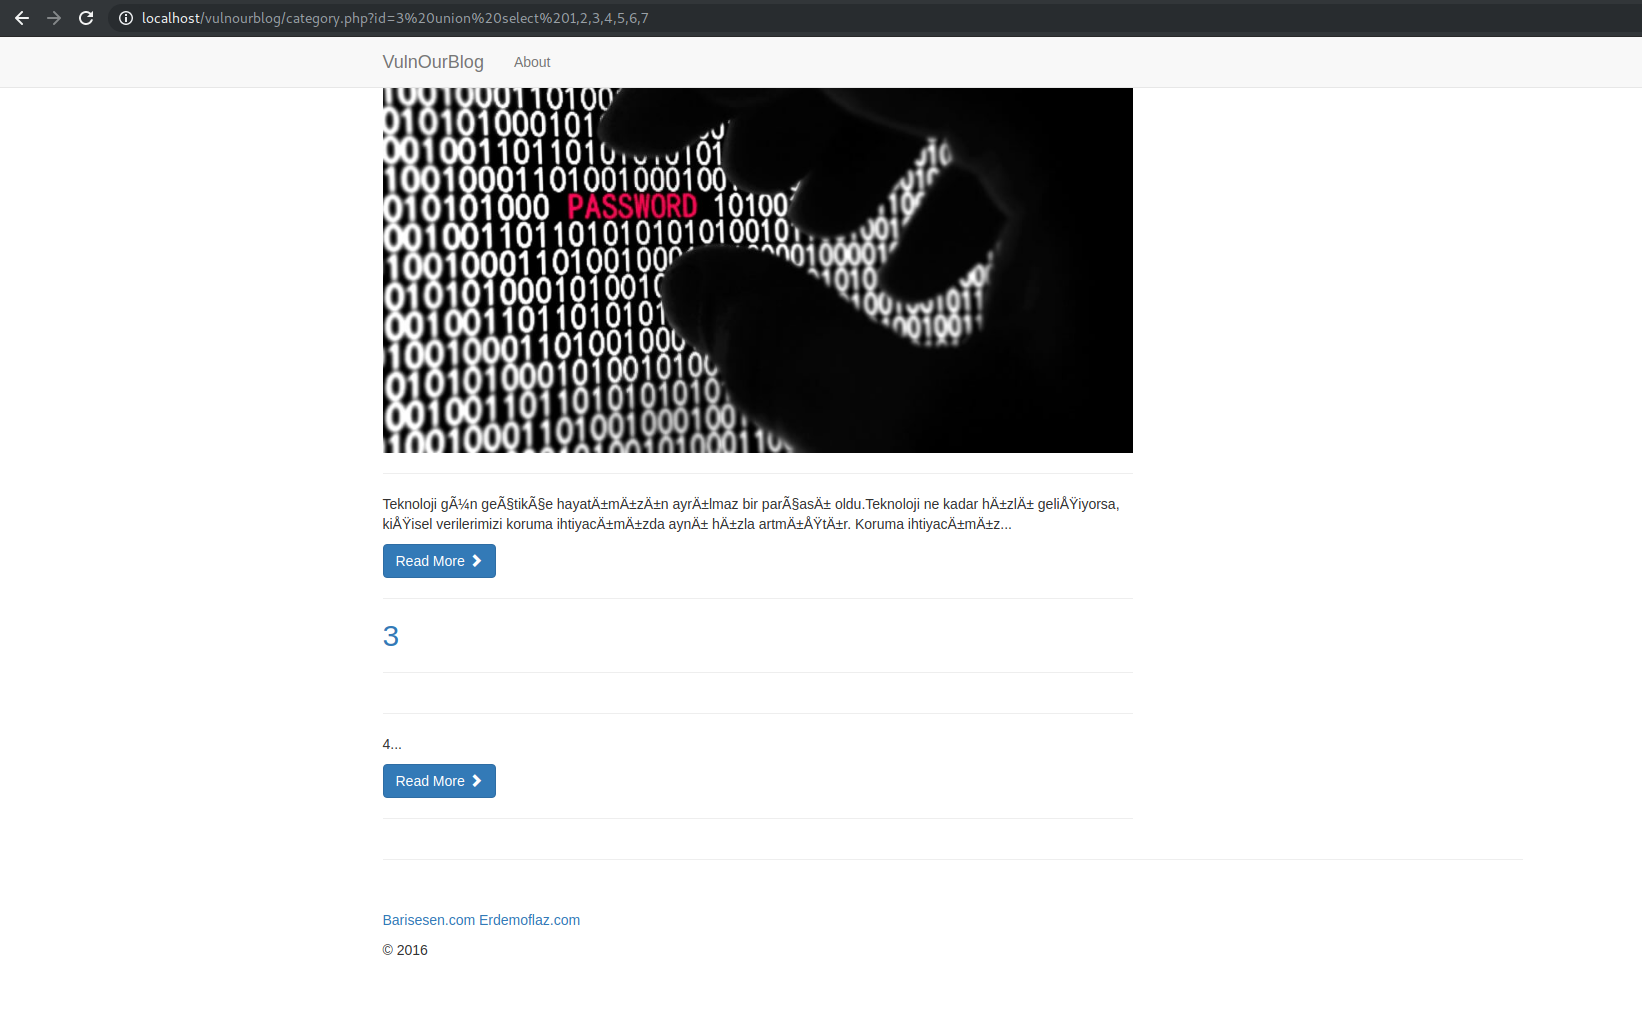 localhost/vulnourblog/category.php?id=3%20union%20select%201,2,3,4,5,6,7
VulnOurBlog About
PASSWORD
Teknoloji gÃ¼n geÃ§tikÃ§e hayatÄ±mÄ±zÄ±n ayrÄ±lmaz bir parÃ§asÄ± oldu.Teknoloji ne kadar hÄ±zlÄ± geliÅŸiyorsa,
kiÅŸisel verilerimizi koruma ihtiyacÄ±mÄ±zda aynÄ± hÄ±zla artmÄ±ÅŸtÄ±r. Koruma ihtiyacÄ±mÄ±z...
Read More
3
4...
Read More
Barisesen.com Erdemoflaz.com
© 2016